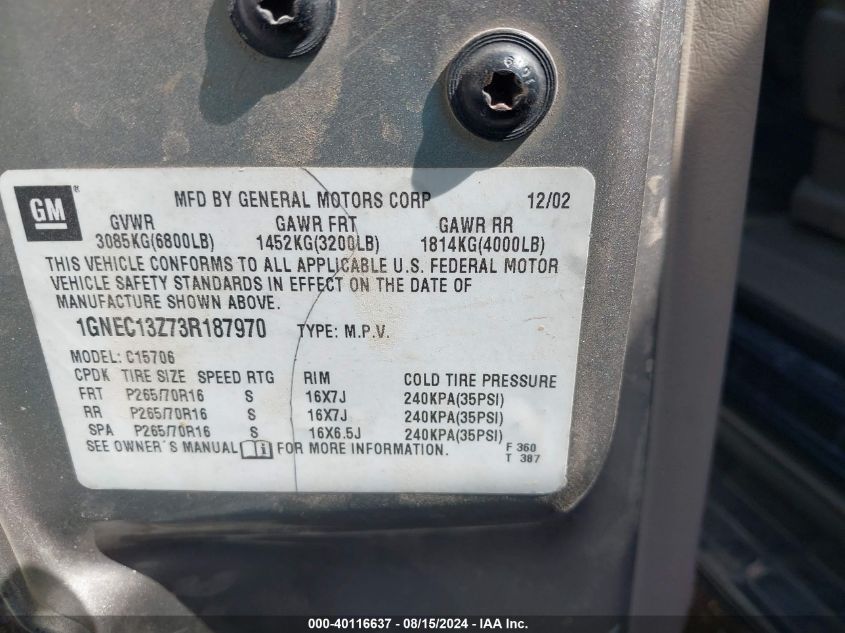 GM®
MFD BY GENERAL MOTORS CORP 12/02
GVWR GAWR FRT GAWR RR
3085KG(6800LB) 1452KG(3200LB) 1814KG(4000LB)
THIS VEHICLE CONFORMS TO ALL APPLICABLE U.S. FEDERAL MOTOR
VEHICLE SAFETY STANDARDS IN EFFECT ON THE DATE OF
MANUFACTURE SHOWN ABOVE.
1GNEC13Z73R187970 TYPE: M.P.V.
MODEL: C15706
CPDK TIRE SIZE SPEED RTG RIM COLD TIRE PRESSURE
FRT P265/70R16 S 16X7J 240KPA(35PSI)
RR P265/70R16 S 16X7J 240KPA(35PSI)
SPA P265/70R16 S 16X6.5J 240KPA(35PSI)
SEE OWNER'S MANUAL FOR MORE INFORMATION.
F 360
T 387
000-40116637 - 08/15/2024 - IAA Inc.